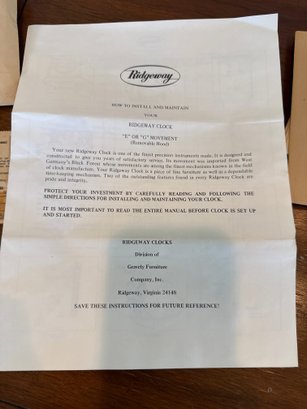 Ridgeway
HOW TO INSTALL AND MAINTAIN
YOUR
RIDGEWAY CLOCK
"E" OR "G" MOVEMENT
(Removable Hood)
Your new Ridgeway Clock is one of the finest precision instruments made. It is designed and
constructed to give you years of satisfactory service. Its movement was imported from West
Germany's Black Forest whose movements are among the finest mechanisms known in the field
of clock manufacture. Your Ridgeway Clock is a piece of fine furniture as well as a dependable
time-keeping mechanism. Two of the outstanding features found in every Ridgeway Clock are
pride and integrity.
PROTECT YOUR INVESTMENT BY CAREFULLY READING AND FOLLOWING THE
SIMPLE DIRECTIONS FOR INSTALLING AND MAINTAINING YOUR CLOCK.
IT IS MOST IMPORTANT TO READ THE ENTIRE MANUAL BEFORE CLOCK IS SET UP
AND STARTED.
RIDGEWAY CLOCKS
Division of
Gravely Furniture
Company, Inc.
Ridgeway, Virginia 24148
SAVE THESE INSTRUCTIONS FOR FUTURE REFERENCE!